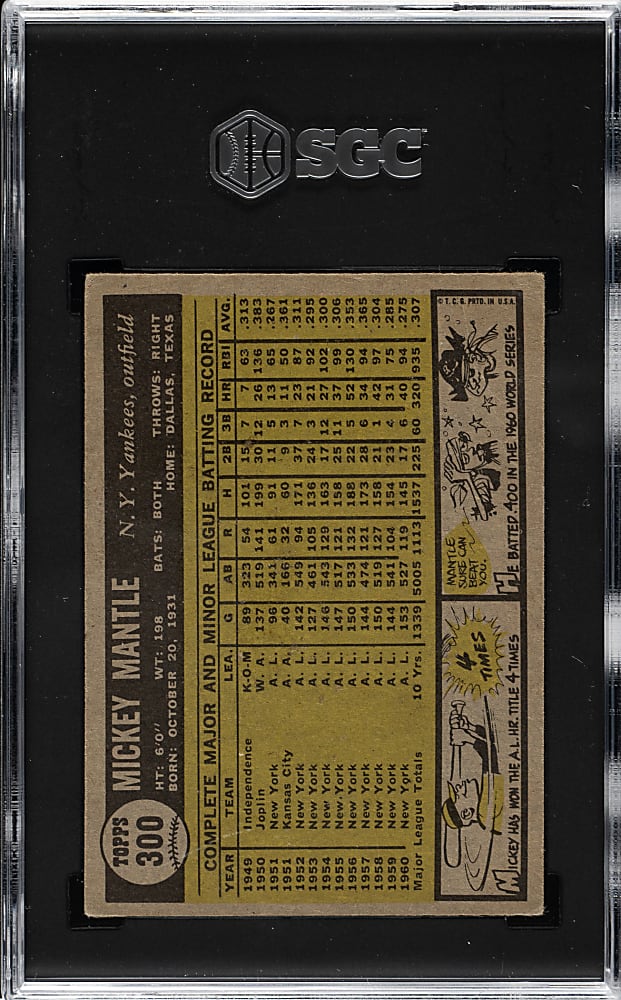 SGC
TOPPS
300
MICKEY MANTLE N. Y. Yankees, outfield
HT: 6'0" WT: 198 BATS: BOTH THROWS: RIGHT
BORN: OCTOBER 20, 1931 HOME: DALLAS, TEXAS
COMPLETE MAJOR AND MINOR LEAGUE BATTING RECORD
YEAR TEAM LEA. G AB R H 2B 3B HR RBI AVG.
1949 Independence K-O-M 89 323 54 101 15 7 7 63 .313
1950 Joplin W. A. 137 519 141 199 30 12 26 136 .383
1951 New York A. L. 96 341 61 91 11 5 13 65 .267
1951 Kansas City A. A. 40 166 32 60 9 3 11 50 .361
1952 New York A. L. 142 549 94 171 37 7 23 87 .311
1953 New York A. L. 127 461 105 136 24 3 21 92 .295
1954 New York A. L. 146 543 129 163 17 12 27 102 .300
1955 New York A. L. 147 517 121 158 25 11 37 99 .306
1956 New York A. L. 150 533 132 188 22 5 52 130 .353
1957 New York A. L. 144 474 121 173 28 6 34 94 .365
1958 New York A. L. 150 519 127 158 21 1 42 97 .304
1959 New York A. L. 144 541 104 154 23 4 31 75 .285
1960 New York A. L. 153 527 119 145 17 6 40 94 .275
Major League Totals 10 Yrs. 1339 5005 1113 1537 225 60 320 935 .307
4 TIMES
MICKEY HAS WON THE A.L. HR. TITLE 4 TIMES
MANTLE
SURE CAN
BEAT
YOU.
HE BATTED .400 IN THE 1960 WORLD SERIES
© T. C. G. PRTD. IN U.S.A.